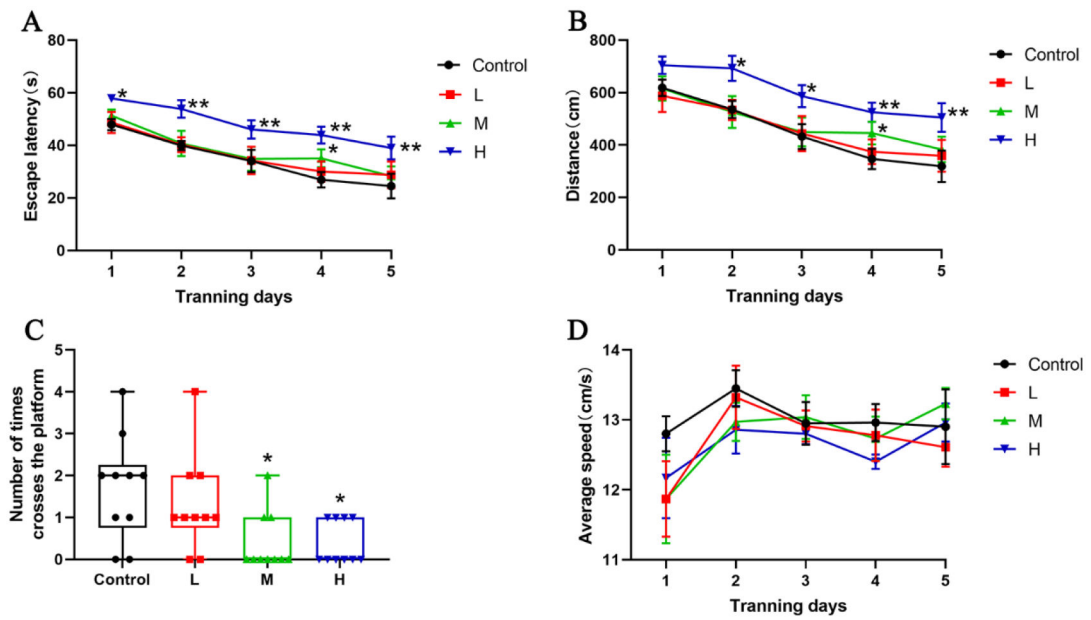 A
Escape latency(s)
80
60
40
20
0
*
**
**
**
*
**
1
2
3
4
5
Tranning days
Control
L
M
H
B
Distance(cm)
800
600
400
200
0
*
*
**
*
**
1
2
3
4
5
Tranning days
Control
L
M
H
C
Number of times
crosses the platform
5
4
3
2
1
0
*
*
Control
L
M
H
D
Average speed(cm/s)
14
13
12
11
1
2
3
4
5
Tranning days
Control
L
M
H